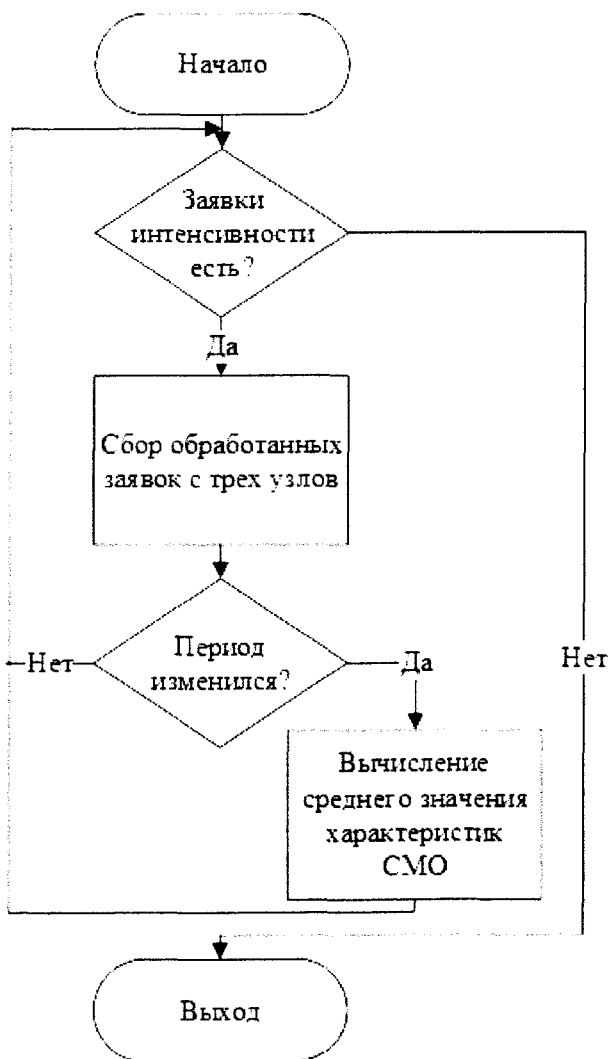 Начало
Заявки
интенсивности
есть?
Да
Сбор обработанных
заявок с трех узлов
Период
изменился?
Нет
Да
Нет
Вычисление
среднего значения
характеристик
СМО
Выход